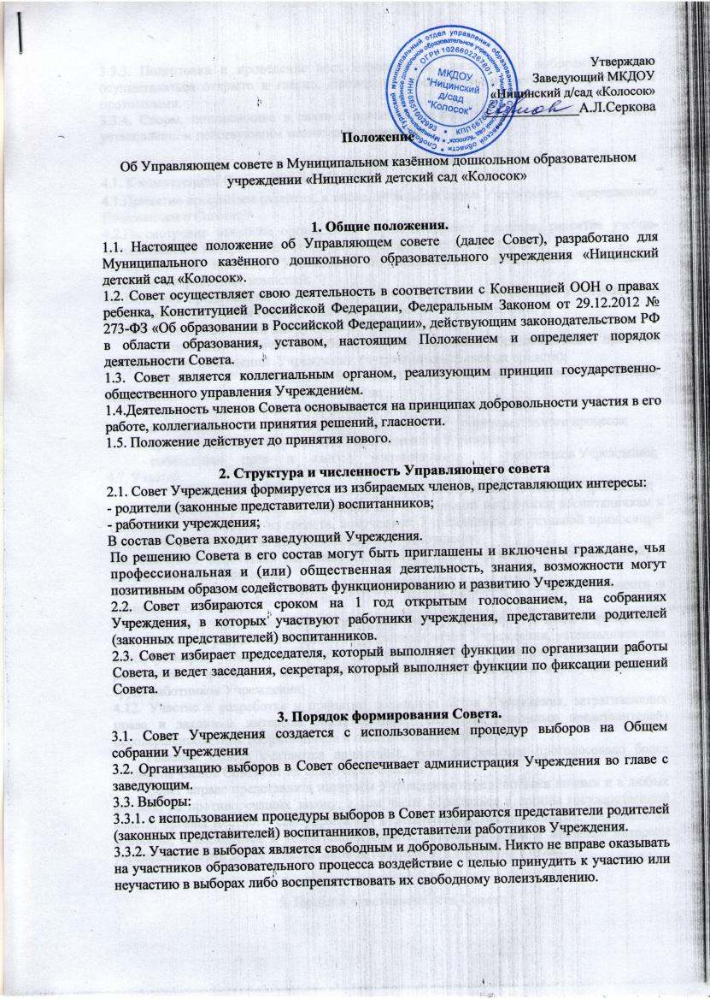 Утверждаю
Заведующий МКДОУ
«Ницинский д/сад «Колосок»
А.Л.Серкова
МКДОУ
"Ницинский
д/сад
"Колосок"
ОГРН 1026602267801
Положение
Об Управляющем совете в Муниципальном казённом дошкольном образовательном
учреждении «Ницинский детский сад «Колосок»
1. Общие положения.
1.1. Настоящее положение об Управляющем совете (далее Совет), разработано для
Муниципального казённого дошкольного образовательного учреждения «Ницинский
детский сад «Колосок».
1.2. Совет осуществляет свою деятельность в соответствии с Конвенцией ООН о правах
ребенка, Конституцией Российской Федерации, Федеральным Законом от 29.12.2012 №
273-ФЗ «Об образовании в Российской Федерации», действующим законодательством РФ
в области образования, уставом, настоящим Положением и определяет порядок
деятельности Совета.
1.3. Совет является коллегиальным органом, реализующим принцип государственно-
общественного управления Учреждением.
1.4.Деятельность членов Совета основывается на принципах добровольности участия в его
работе, коллегиальности принятия решений, гласности.
1.5. Положение действует до принятия нового.
2. Структура и численность Управляющего совета
2.1. Совет Учреждения формируется из избираемых членов, представляющих интересы:
- родители (законные представители) воспитанников;
- работники учреждения;
В состав Совета входит заведующий Учреждения.
По решению Совета в его состав могут быть приглашены и включены граждане, чья
профессиональная и (или) общественная деятельность, знания, возможности могут
позитивным образом содействовать функционированию и развитию Учреждения.
2.2. Совет избираются сроком на 1 год открытым голосованием, на собраниях
Учреждения, в которых участвуют работники учреждения, представители родителей
(законных представителей) воспитанников.
2.3. Совет избирает председателя, который выполняет функции по организации работы
Совета, и ведет заседания, секретаря, который выполняет функции по фиксации решений
Совета.
3. Порядок формирования Совета.
3.1. Совет Учреждения создается с использованием процедур выборов на Общем
собрании Учреждения
3.2. Организацию выборов в Совет обеспечивает администрация Учреждения во главе с
заведующим.
3.3. Выборы:
3.3.1. с использованием процедуры выборов в Совет избираются представители родителей
(законных представителей) воспитанников, представители работников Учреждения.
3.3.2. Участие в выборах является свободным и добровольным. Никто не вправе оказывать
на участников образовательного процесса воздействие с целью принудить к участию или
неучастию в выборах либо воспрепятствовать их свободному волеизъявлению.